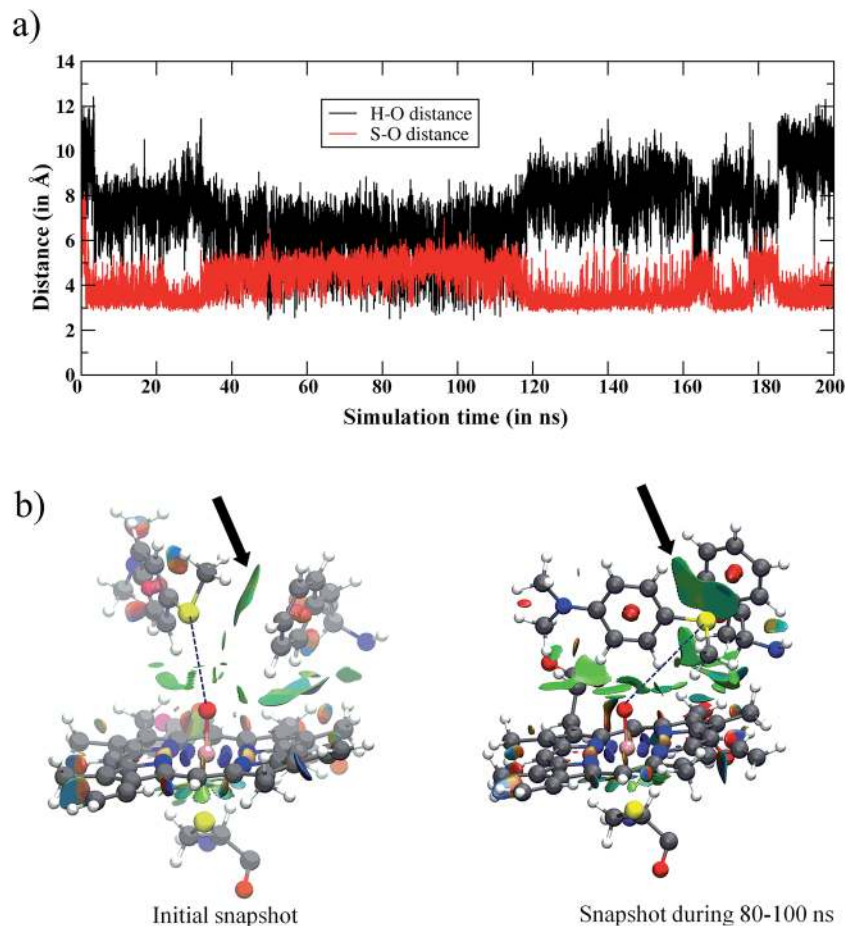 a)
14
12
10
8
6
4
2
0
Distance (in Å)
H-O distance
S-O distance
0 20 40 60 80 100 120 140 160 180 200
Simulation time (in ns)
b)
Initial snapshot
Snapshot during 80-100 ns